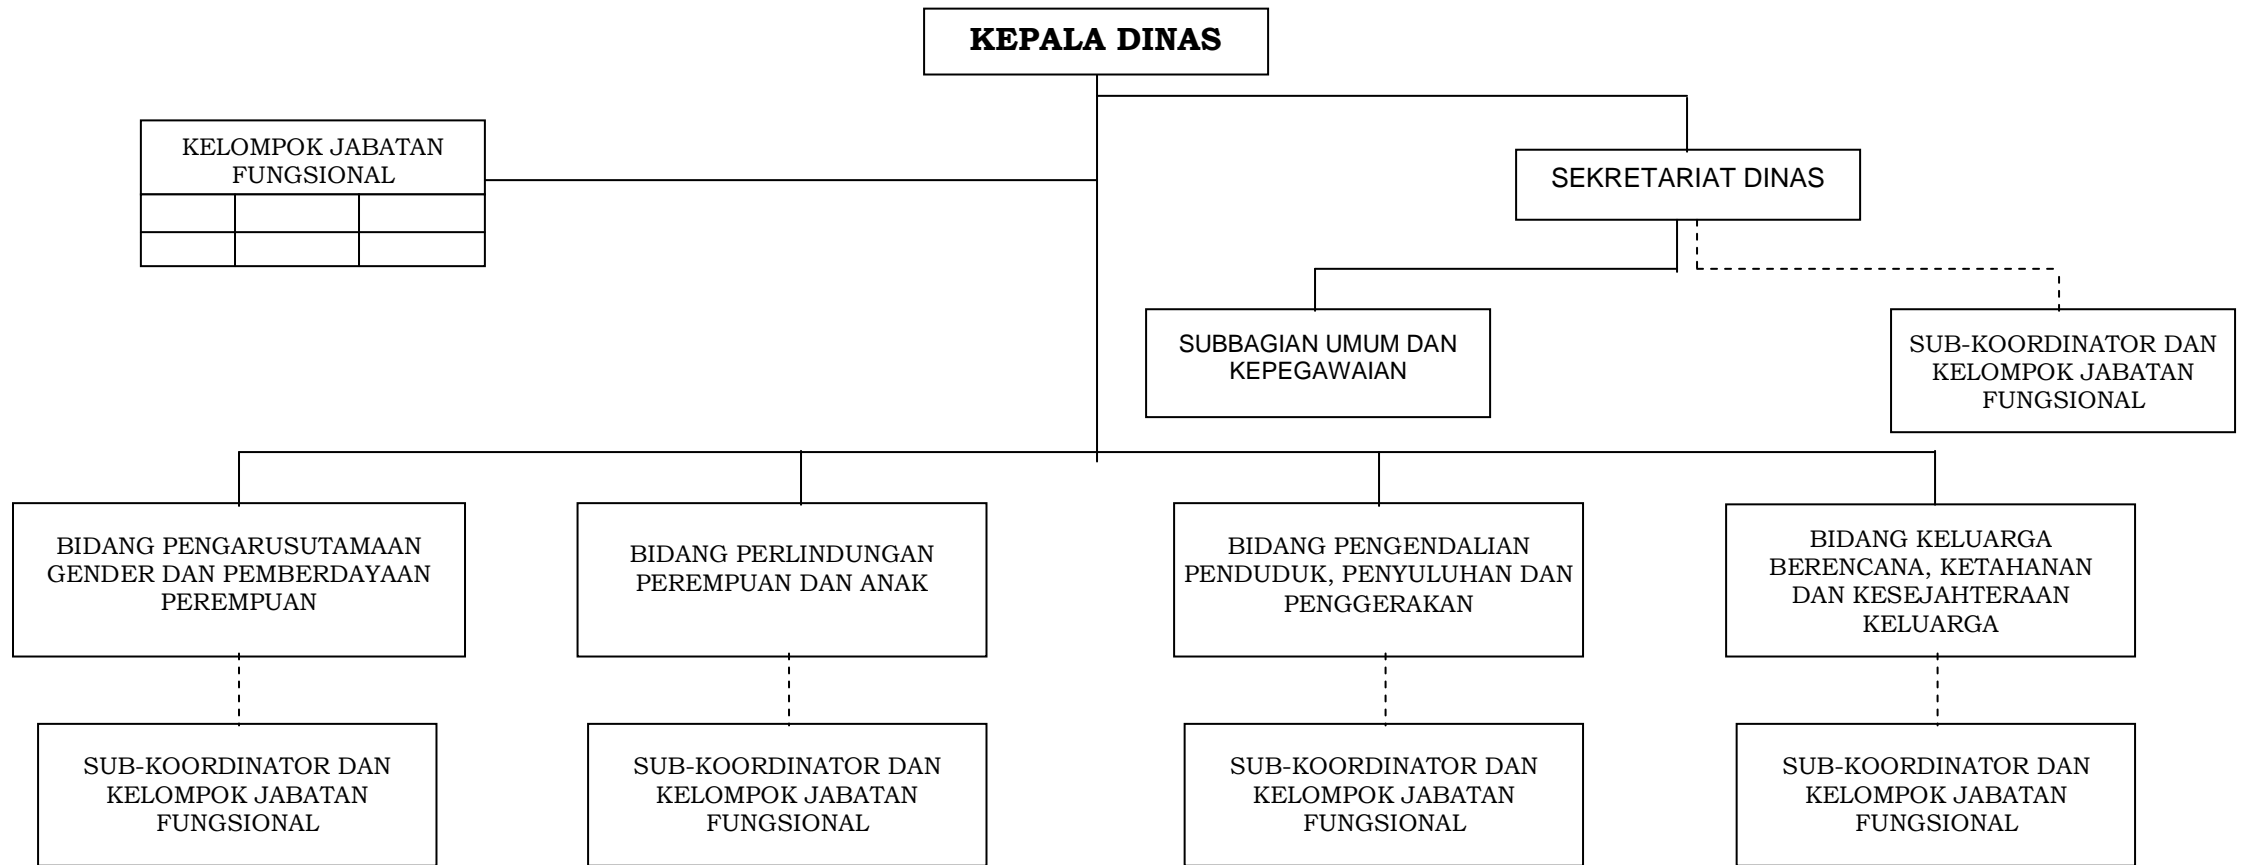 KEPALA DINAS
KELOMPOK JABATAN
FUNGSIONAL
SEKRETARIAT DINAS
SUBBAGIAN UMUM DAN
KEPEGAWAIAN
SUB-KOORDINATOR DAN
KELOMPOK JABATAN
FUNGSIONAL
BIDANG PENGARUSUTAMAAN
GENDER DAN PEMBERDAYAAN
PEREMPUAN
BIDANG PERLINDUNGAN
PEREMPUAN DAN ANAK
BIDANG PENGENDALIAN
PENDUDUK, PENYULUHAN DAN
PENGGERAKAN
BIDANG KELUARGA
BERENCANA, KETAHANAN
DAN KESEJAHTERAAN
KELUARGA
SUB-KOORDINATOR DAN
KELOMPOK JABATAN
FUNGSIONAL
SUB-KOORDINATOR DAN
KELOMPOK JABATAN
FUNGSIONAL
SUB-KOORDINATOR DAN
KELOMPOK JABATAN
FUNGSIONAL
SUB-KOORDINATOR DAN
KELOMPOK JABATAN
FUNGSIONAL